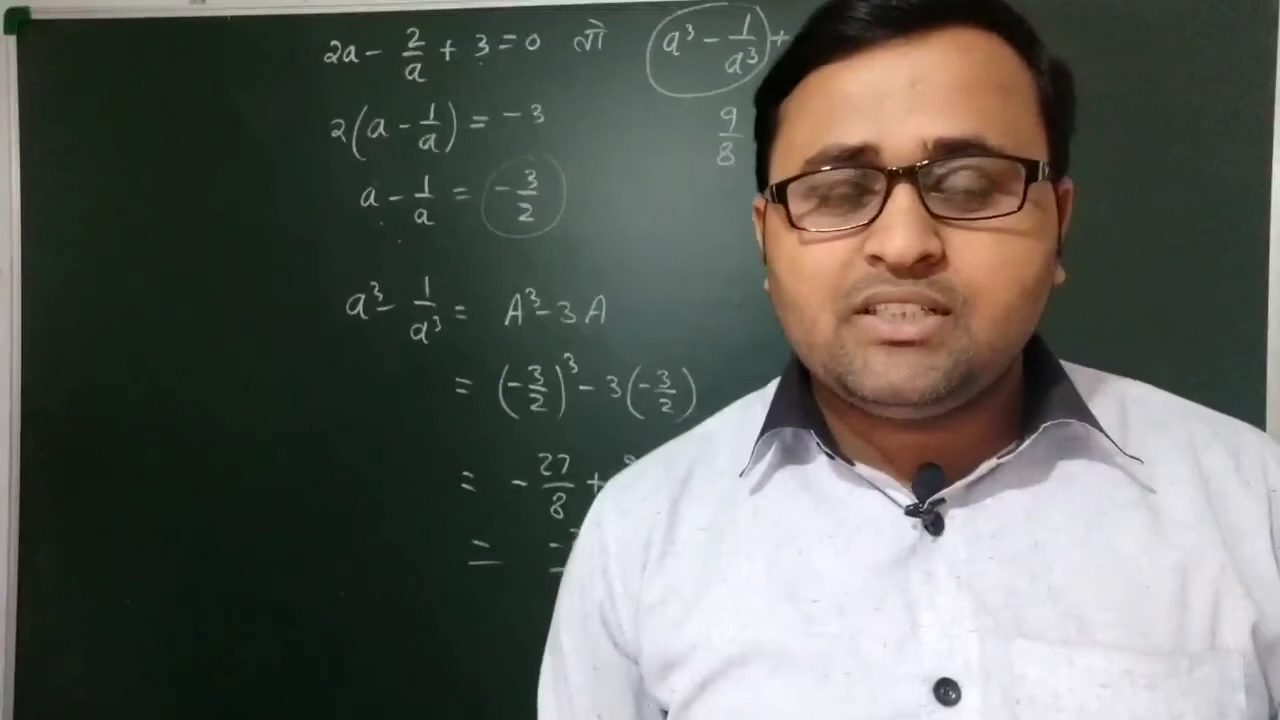 2a - 2/a + 3 = 0 तो a³ - 1/a³ +
2(a - 1/a) = -3
9/8
a - 1/a = -3/2
a³ - 1/a³ = A³ - 3A
= (-3/2)³ - 3(-3/2)
= - 27/8 +
=